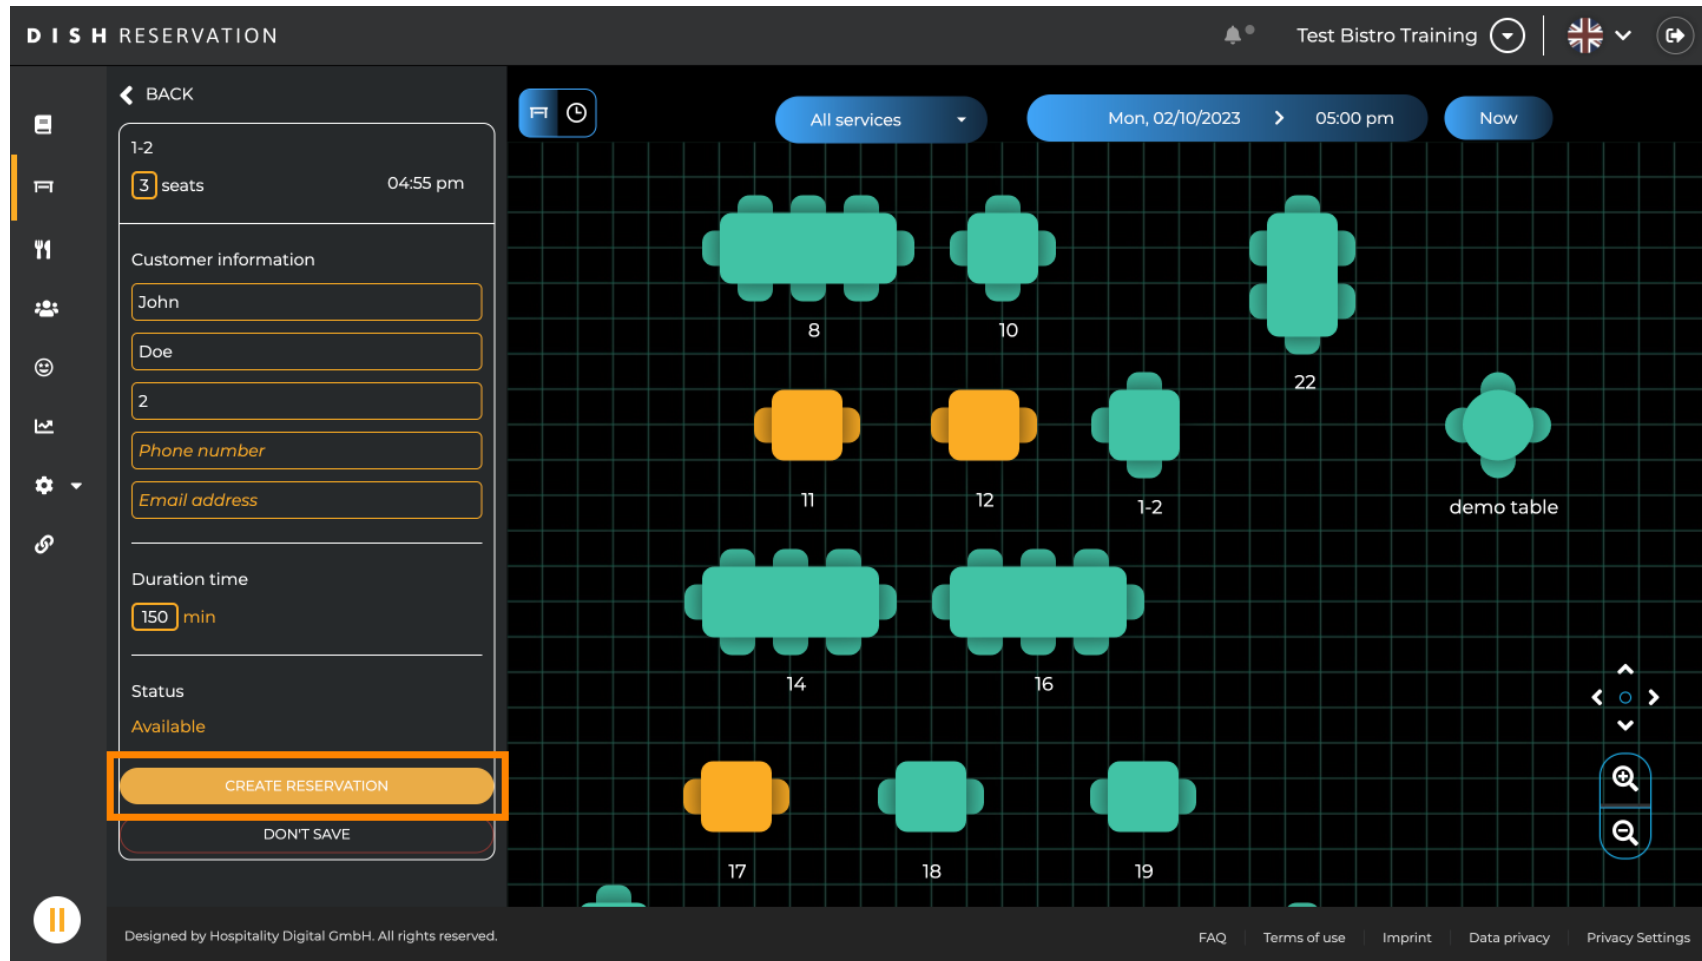 DISH RESERVATION
Test Bistro Training
BACK
1-2
3 seats
04:55 pm
Customer information
John
Doe
2
Phone number
Email address
Duration time
150 min
Status
Available
CREATE RESERVATION
DON'T SAVE
All services
Mon, 02/10/2023
05:00 pm
Now
8
10
22
11
12
1-2
demo table
14
16
17
18
19
Designed by Hospitality Digital GmbH. All rights reserved.
FAQ
Terms of use
Imprint
Data privacy
Privacy Settings